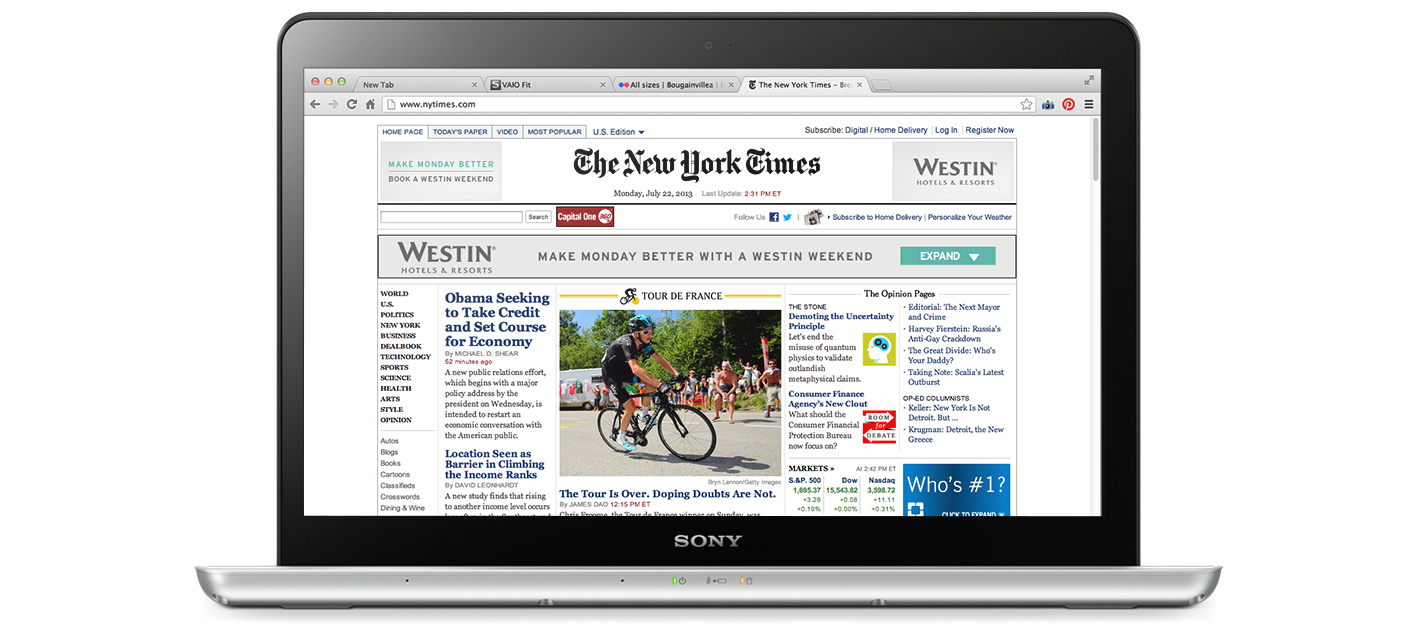 New Tab
VAIO Fit
All sizes | Bougainvillea |
The New York Times – Bre
www.nytimes.com
HOME PAGE
TODAY'S PAPER
VIDEO
MOST POPULAR
U.S. Edition
Subscribe: Digital / Home Delivery
Log In
Register Now
MAKE MONDAY BETTER
BOOK A WESTIN WEEKEND
The New York Times
Monday, July 22, 2013 Last Update: 2:31 PM ET
WESTIN®
HOTELS & RESORTS
Search
Capital One 360
Follow Us
Subscribe to Home Delivery | Personalize Your Weather
WESTIN®
HOTELS & RESORTS
MAKE MONDAY BETTER WITH A WESTIN WEEKEND
EXPAND
WORLD
U.S.
POLITICS
NEW YORK
BUSINESS
DEALBOOK
TECHNOLOGY
SPORTS
SCIENCE
HEALTH
ARTS
STYLE
OPINION
Autos
Blogs
Books
Cartoons
Classifieds
Crosswords
Dining & Wine
Obama Seeking
to Take Credit
and Set Course
for Economy
By MICHAEL D. SHEAR
52 minutes ago
A new public relations effort,
which begins with a major
policy address by the
president on Wednesday, is
intended to restart an
economic conversation with
the American public.
Location Seen as
Barrier in Climbing
the Income Ranks
By DAVID LEONHARDT
A new study finds that rising
to another income level occurs
TOUR DE FRANCE
Bryn Lennon/Getty Images
The Tour Is Over. Doping Doubts Are Not.
By JAMES DAO 12:15 PM ET
Chris Froome, the Tour de France winner on Sunday, was
The Opinion Pages
THE STONE
Demoting the Uncertainty
Principle
Let's end the
misuse of quantum
physics to validate
outlandish
metaphysical claims.
Consumer Finance
Agency's New Clout
What should the
Consumer Financial
Protection Bureau
now focus on?
ROOM
for
DEBATE
· Editorial: The Next Mayor
and Crime
· Harvey Fierstein: Russia's
Anti-Gay Crackdown
· The Great Divide: Who's
Your Daddy?
· Taking Note: Scalia's Latest
Outburst
OP-ED COLUMNISTS
· Keller: New York Is Not
Detroit. But ...
· Krugman: Detroit, the New
Greece
MARKETS » At 2:42 PM ET
S.&P. 500 Dow Nasdaq
1,695.37 15,543.82 3,598.72
+3.28 +0.08 +11.11
+0.19% +0.00% +0.31%
Who's #1?
CLICK TO EXPAND
SONY